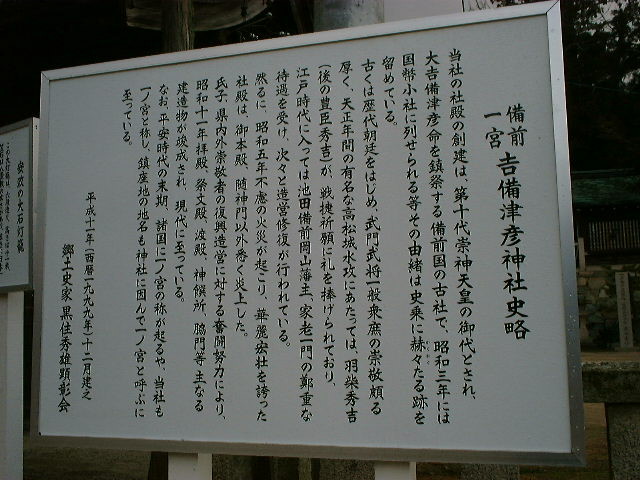 備前
一宮 吉備津彦神社史略
当社の社殿の創建は、第十代崇神天皇の御代とされ、
大吉備津彦命を鎮祭する備前国の古社で、昭和三年には
国幣小社に列せられる等その由緒は史乗に赫々たる跡を
留めている。
古くは歴代朝廷をはじめ、武門武将一般衆庶の崇敬頗る
厚く、天正年間の有名な高松城水攻にあたっては、羽柴秀吉
(後の豊臣秀吉)が、戦捷祈願に礼を捧げられており、
江戸時代に入っては池田備前岡山藩主、家老一門の鄭重な
待遇を受け、次々と造営修復が行われている。
然るに、昭和五年不慮の火災が起こり、華麗宏壮を誇った
社殿は、御本殿、随神門以外悉く炎上した。
氏子、県内外崇敬者の復興造営に対する奮闘努力により、
昭和十一年拝殿、祭文殿、渡殿、神饌所、脇門等主なる
建造物が竣成され、現代に至っている。
なお、平安時代の末期、諸国に一ノ宮の称が起るや、当社も
一ノ宮と称し、鎮座地の地名も神社に因んで一ノ宮と呼ぶに
至っている。
平成十一年(西暦一九九九年)十二月建之
郷土史家 黒住秀雄顕彰会
安政の大石灯籠